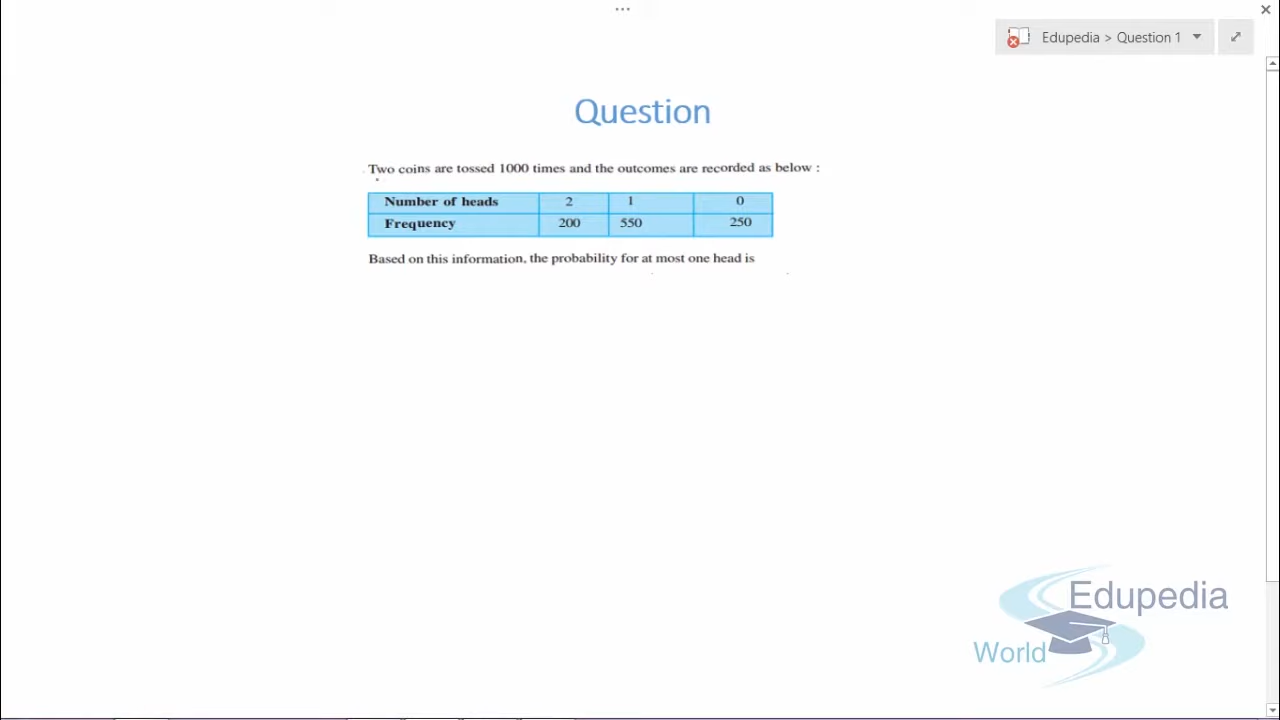 Edupedia > Question 1
Question
Two coins are tossed 1000 times and the outcomes are recorded as below :
Number of heads 2 1 0
Frequency 200 550 250
Based on this information, the probability for at most one head is
Edupedia
World